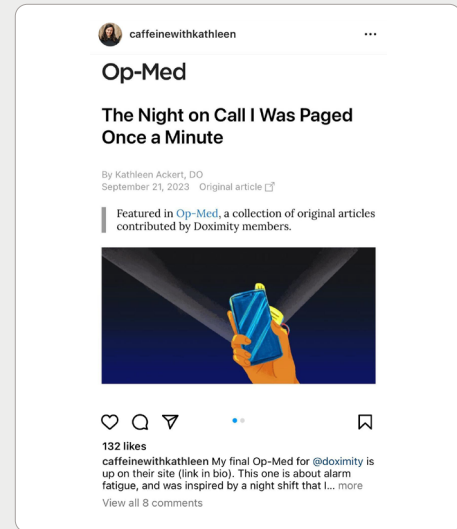 caffeinewithkathleen
Op-Med
The Night on Call I Was Paged
Once a Minute
By Kathleen Ackert, DO
September 21, 2023 Original article
Featured in Op-Med, a collection of original articles
contributed by Doximity members.
132 likes
caffeinewithkathleen My final Op-Med for @doximity is
up on their site (link in bio). This one is about alarm
fatigue, and was inspired by a night shift that I... more
View all 8 comments